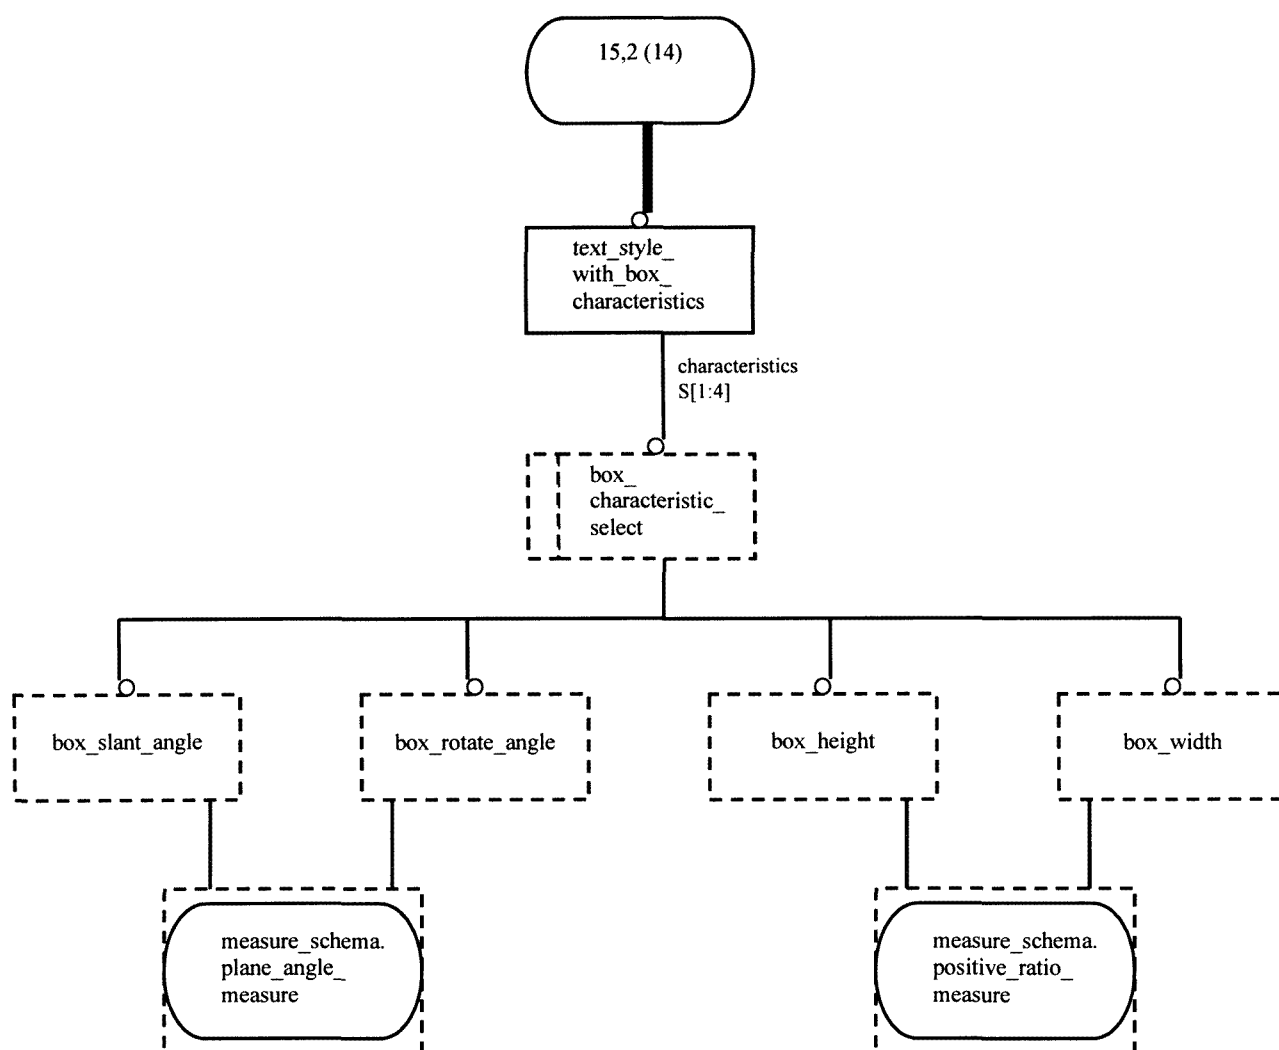 15,2 (14)
text_style_
with_box_
characteristics
characteristics
S[1:4]
box_
characteristic_
select
box_slant_angle
box_rotate_angle
box_height
box_width
measure_schema.
plane_angle_
measure
measure_schema.
positive_ratio_
measure